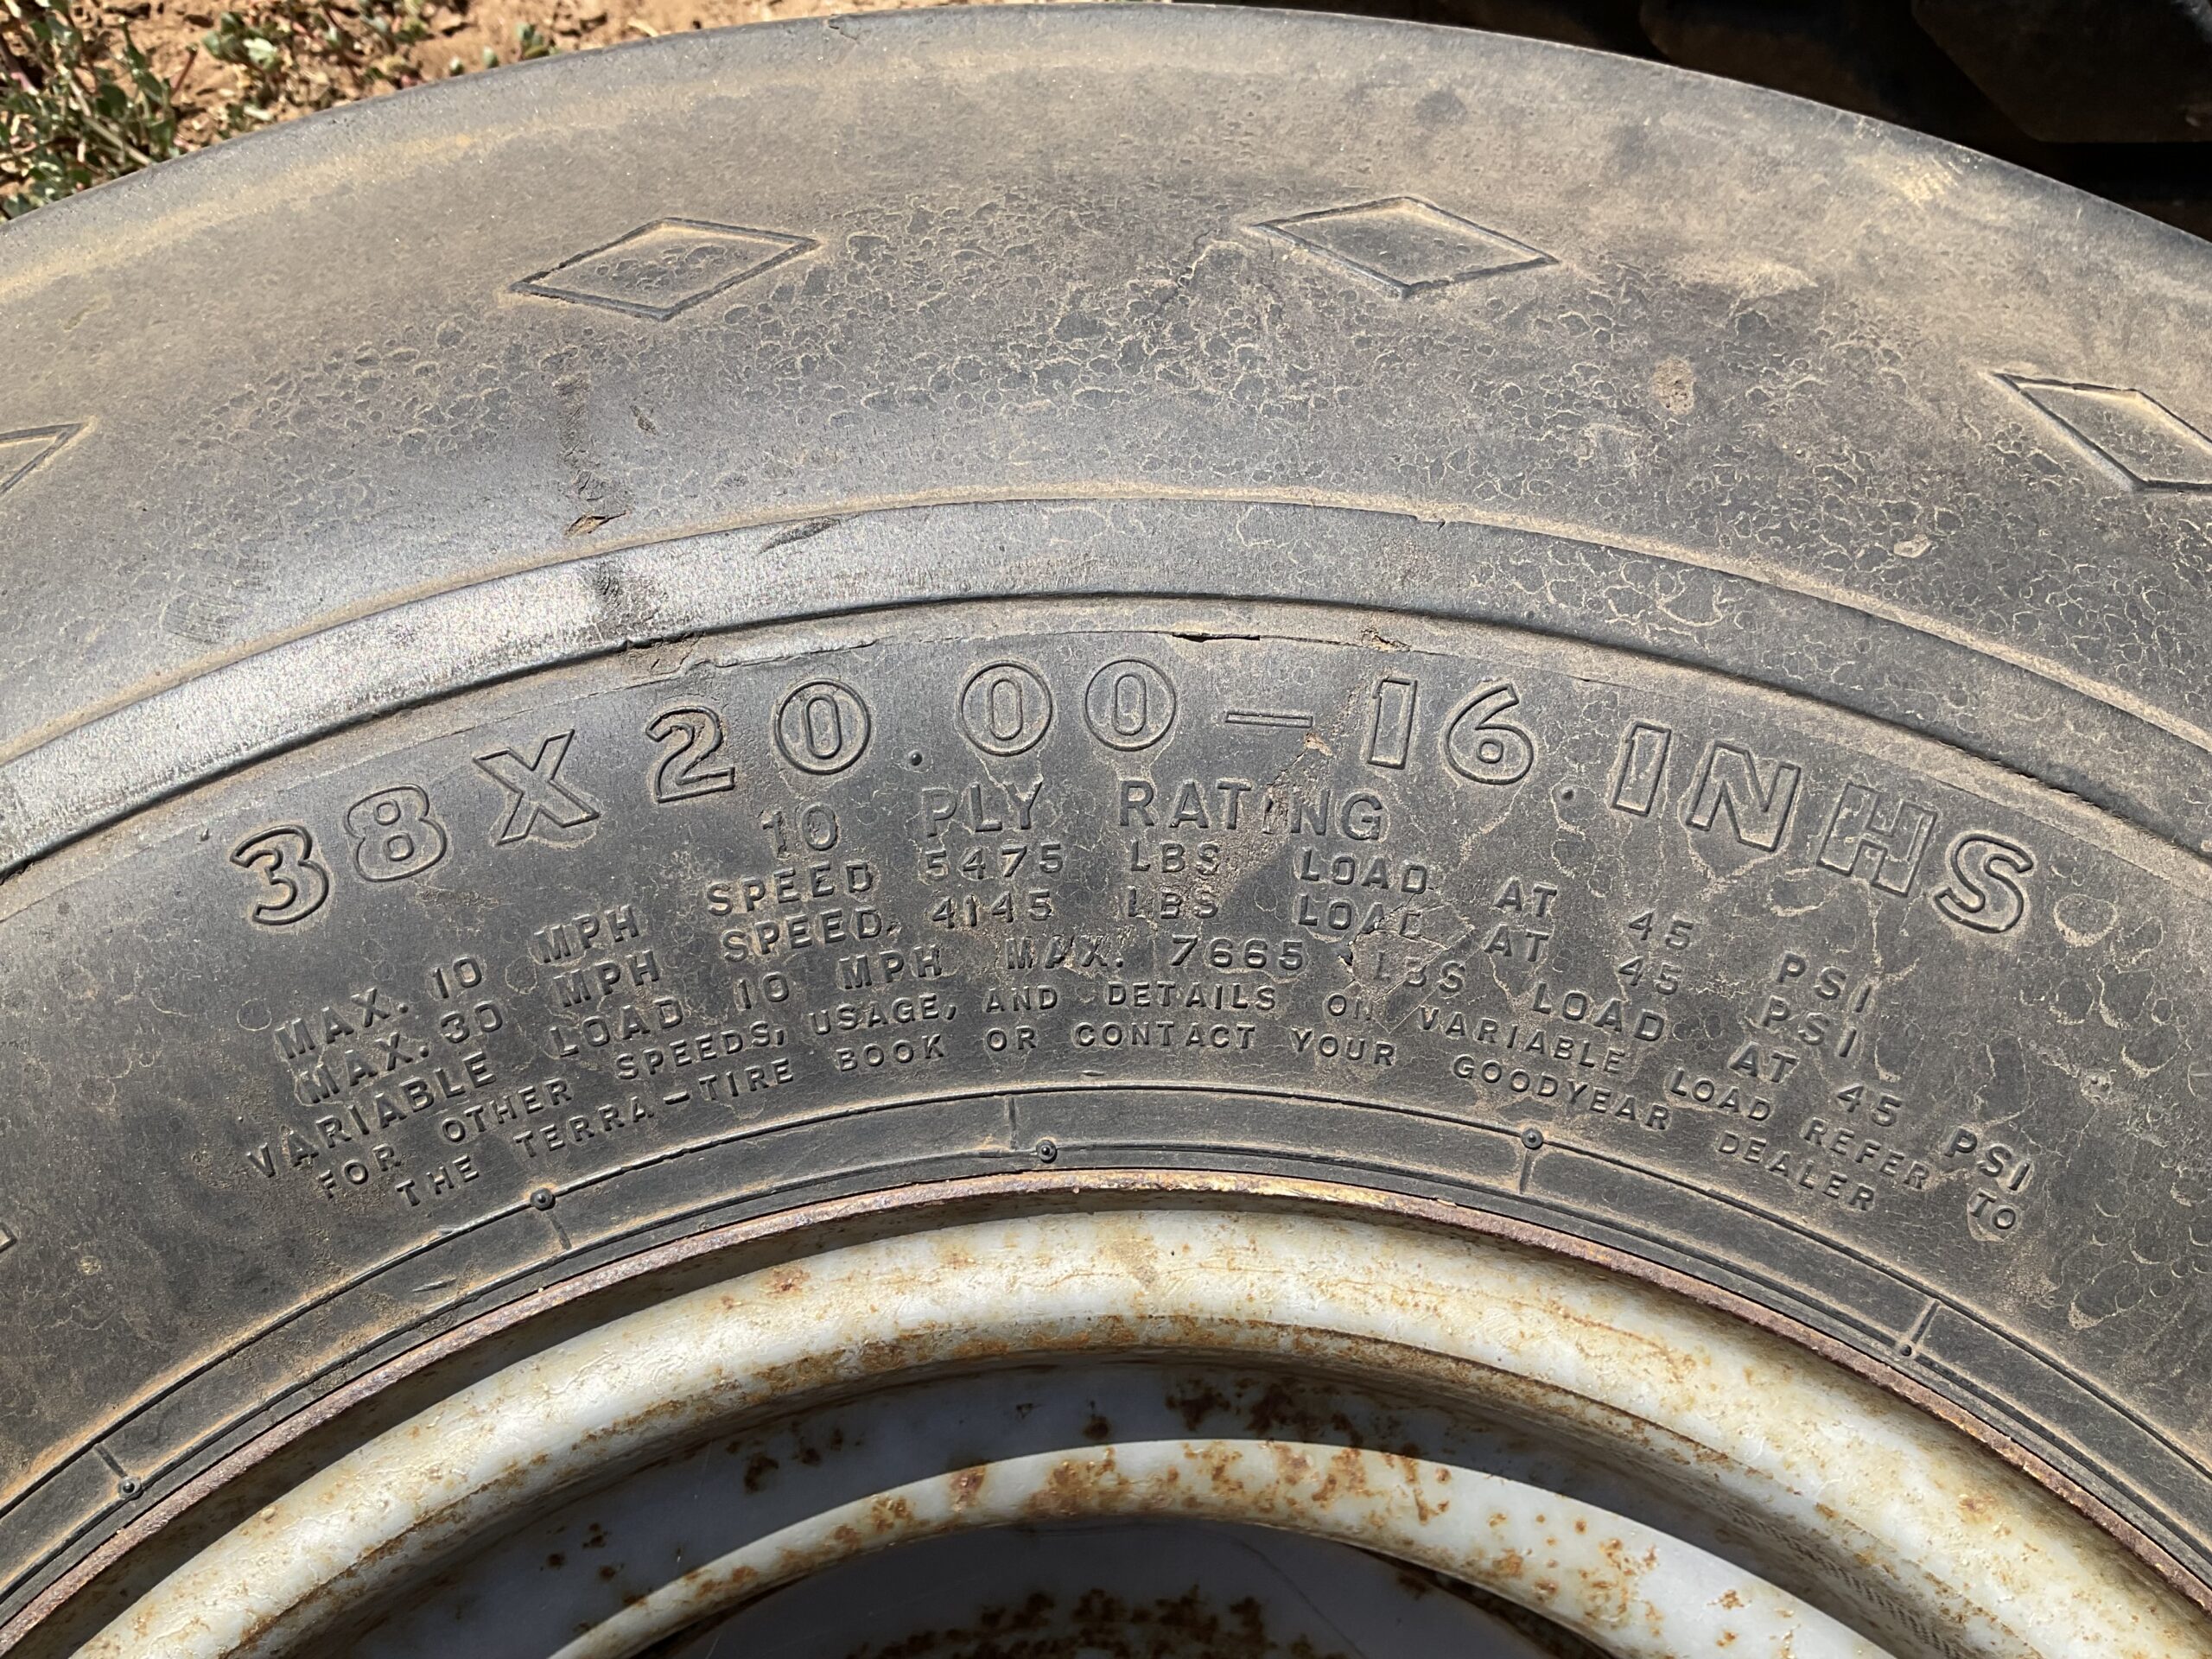 38X20.00-16.1NHS
10 PLY RATING
MAX. 10 MPH SPEED 5475 LBS LOAD AT 45 PSI
MAX. 30 MPH SPEED 4145 LBS LOAD AT 45 PSI
VARIABLE LOAD 10 MPH MAX. 7665 LBS LOAD AT 45 PSI
FOR OTHER SPEEDS, USAGE, AND DETAILS ON VARIABLE LOAD REFER TO
THE TERRA-TIRE BOOK OR CONTACT YOUR GOODYEAR DEALER